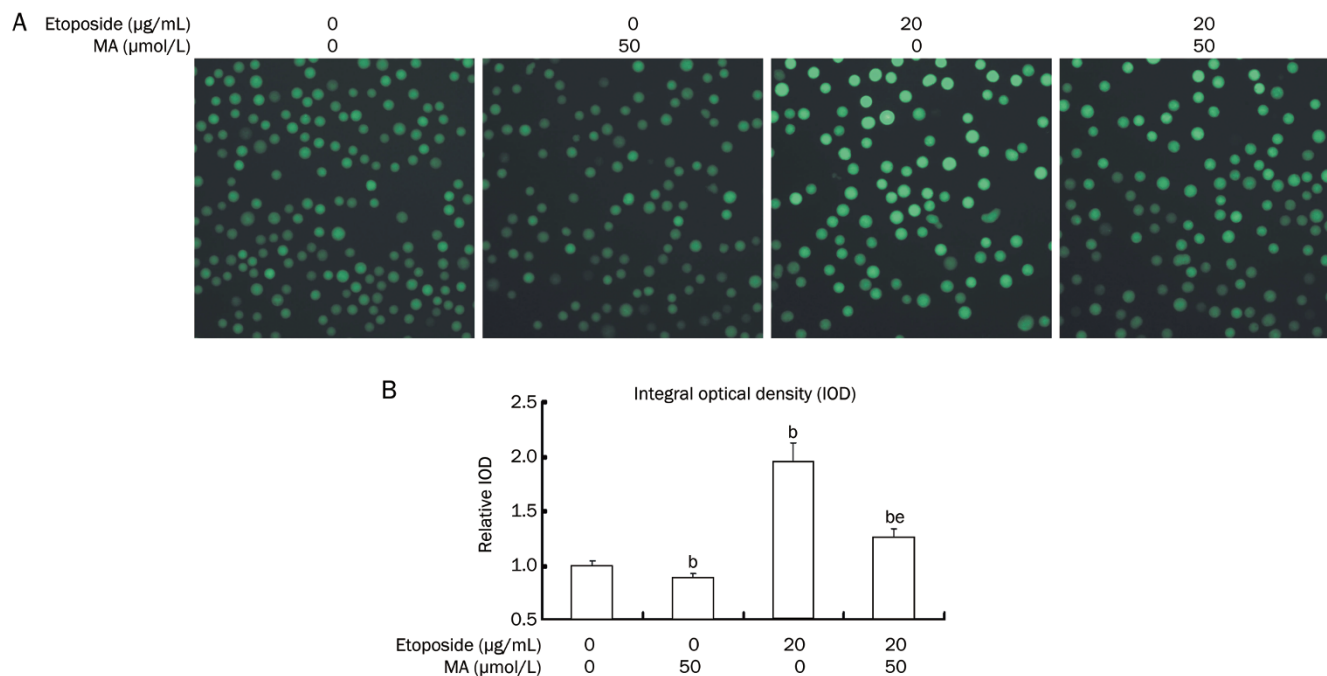 A
Etoposide (µg/mL) 0 0 20 20
MA (µmol/L) 0 50 0 50
B
Integral optical density (IOD)
Relative IOD
2.5
2.0
1.5
1.0
0.5
b
b
be
Etoposide (µg/mL) 0 0 20 20
MA (µmol/L) 0 50 0 50